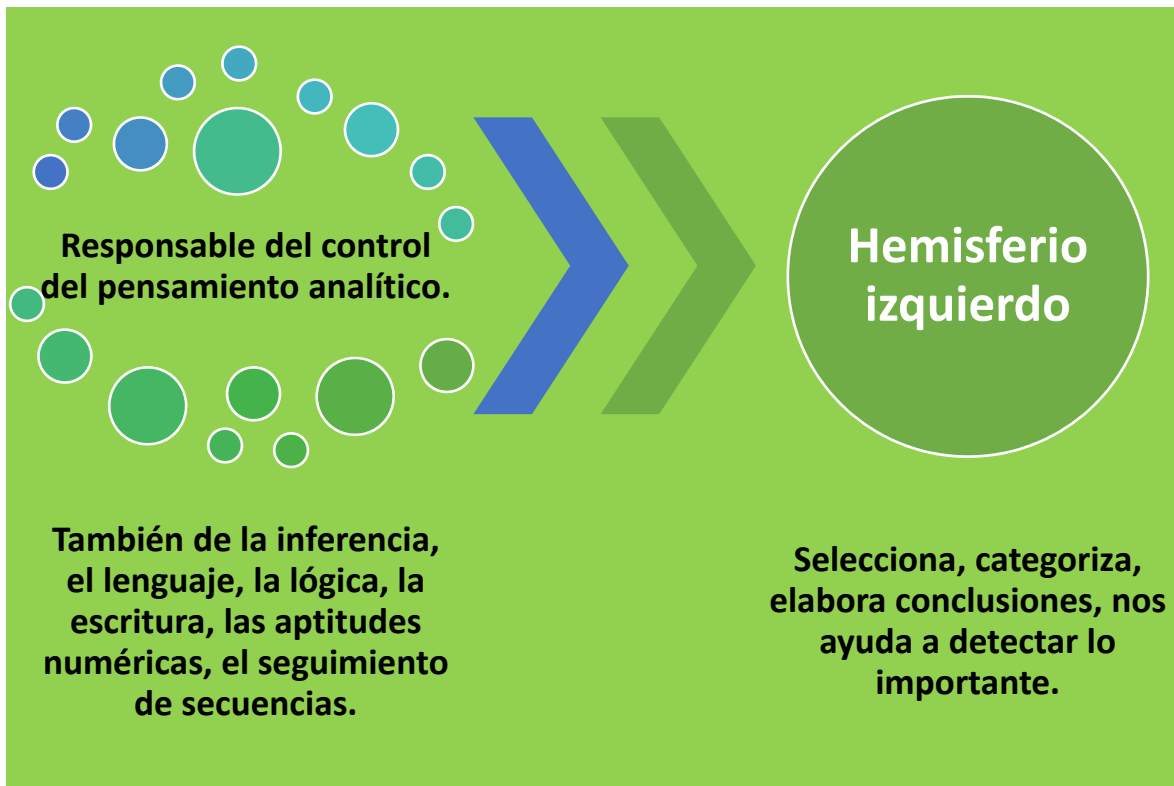 Responsable del control
del pensamiento analítico.
Hemisferio
izquierdo
También de la inferencia,
el lenguaje, la lógica, la
escritura, las aptitudes
numéricas, el seguimiento
de secuencias.
Selecciona, categoriza,
elabora conclusiones, nos
ayuda a detectar lo
importante.